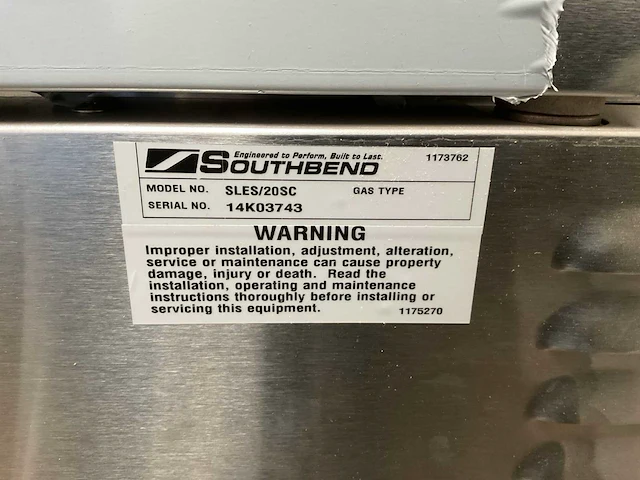 Engineered to Perform, Built to Last.
SOUTHBEND
1173762
MODEL NO. SLES/20SC GAS TYPE
SERIAL NO. 14K03743
WARNING
Improper installation, adjustment, alteration,
service or maintenance can cause property
damage, injury or death. Read the
installation, operating and maintenance
instructions thoroughly before installing or
servicing this equipment.
1175270